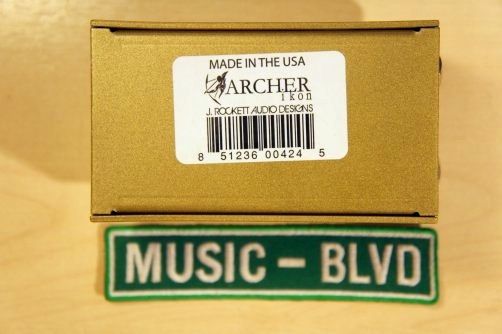 MADE IN THE USA
ARCHER
ikon
J. ROCKETT AUDIO DESIGNS
8 51236 00424 5
MUSIC - BLVD